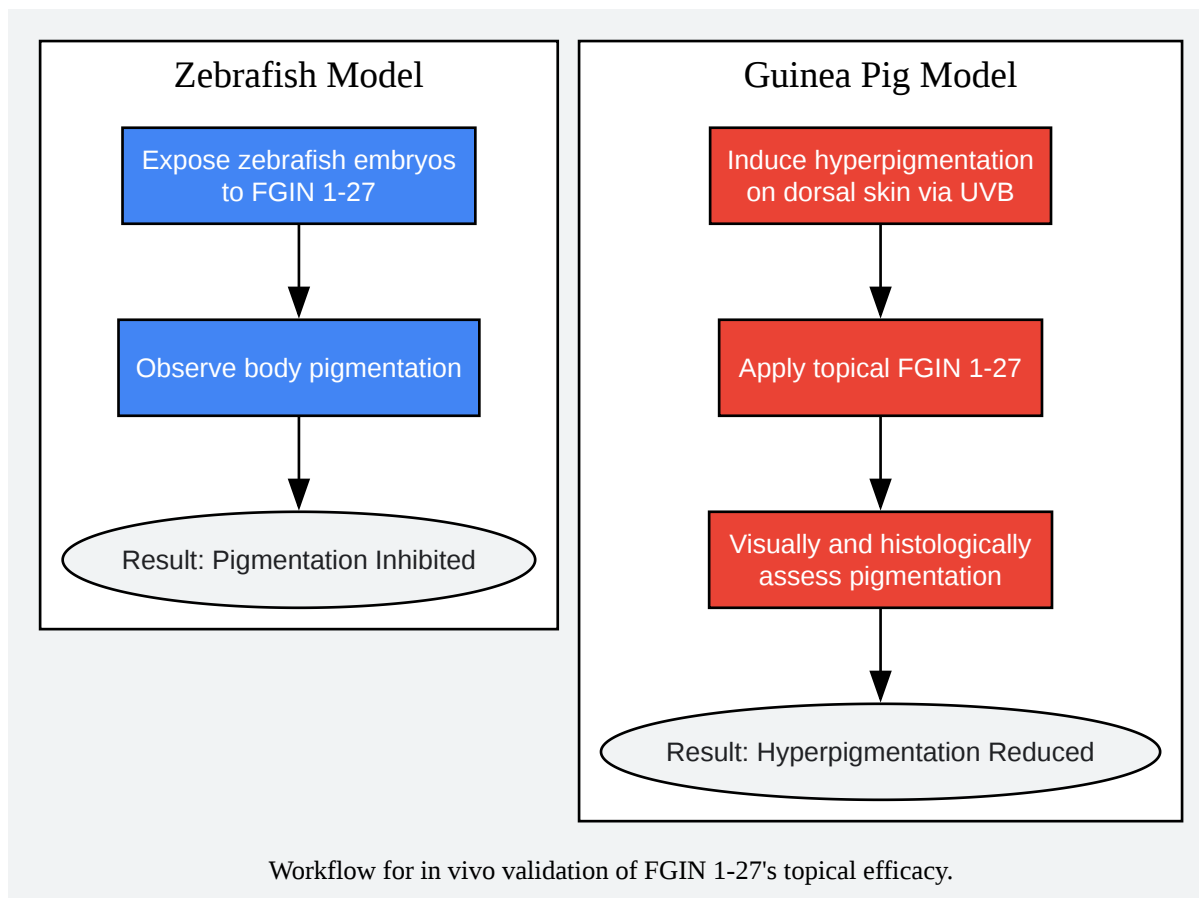 Zebrafish Model
Expose zebrafish embryos
to FGIN 1-27
Observe body pigmentation
Result: Pigmentation Inhibited
Guinea Pig Model
Induce hyperpigmentation
on dorsal skin via UVB
Apply topical FGIN 1-27
Visually and histologically
assess pigmentation
Result: Hyperpigmentation Reduced
Workflow for in vivo validation of FGIN 1-27's topical efficacy.